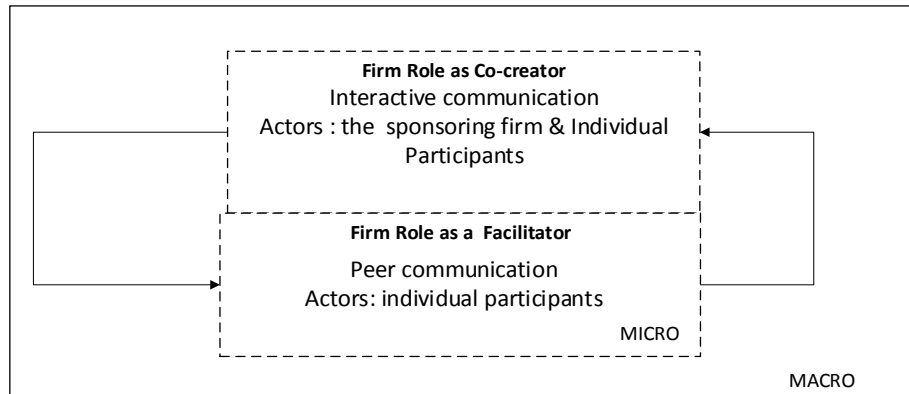 Firm Role as Co-creator
Interactive communication
Actors : the sponsoring firm & Individual
Participants
Firm Role as a Facilitator
Peer communication
Actors: individual participants
MICRO
MACRO